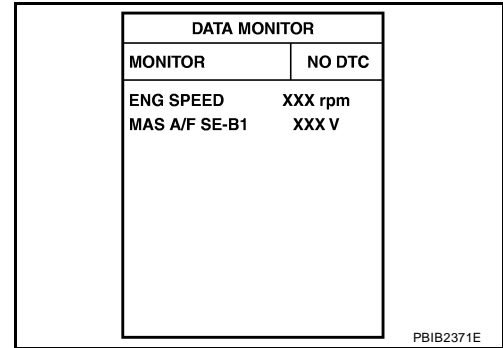 DATA MONITOR
MONITOR NO DTC
ENG SPEED XXX rpm
MAS A/F SE-B1 XXX V
PBIB2371E